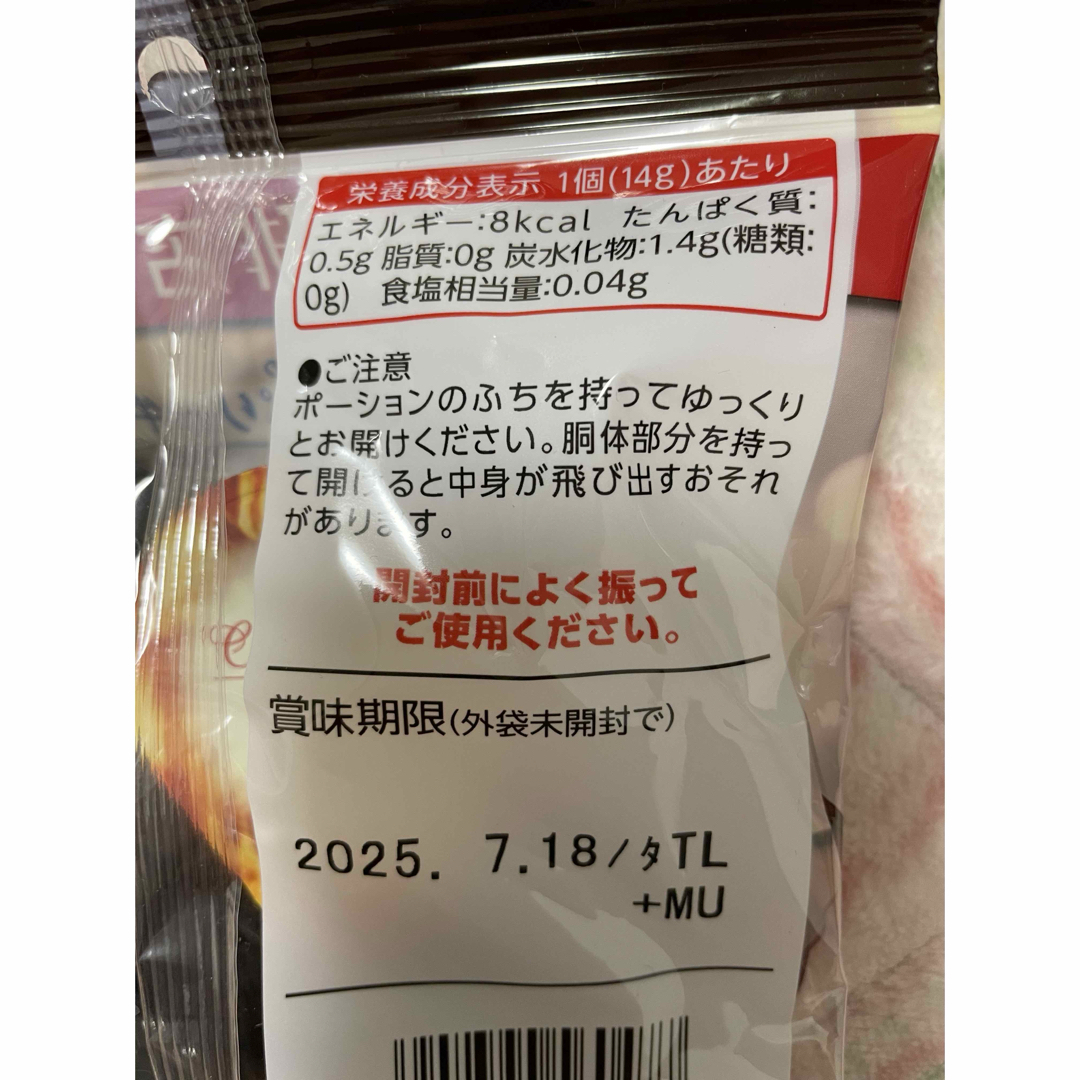 栄養成分表示 1個(14g)あたり
エネルギー:8kcal たんぱく質:
0.5g 脂質:0g 炭水化物:1.4g(糖類:
0g) 食塩相当量:0.04g
●ご注意
ポーションのふちを持ってゆっくり
とお開けください。胴体部分を持っ
て開けると中身が飛び出すおそれ
があります。
開封前によく振って
ご使用ください。
賞味期限(外袋未開封で)
2025. 7.18/タTL
+MU